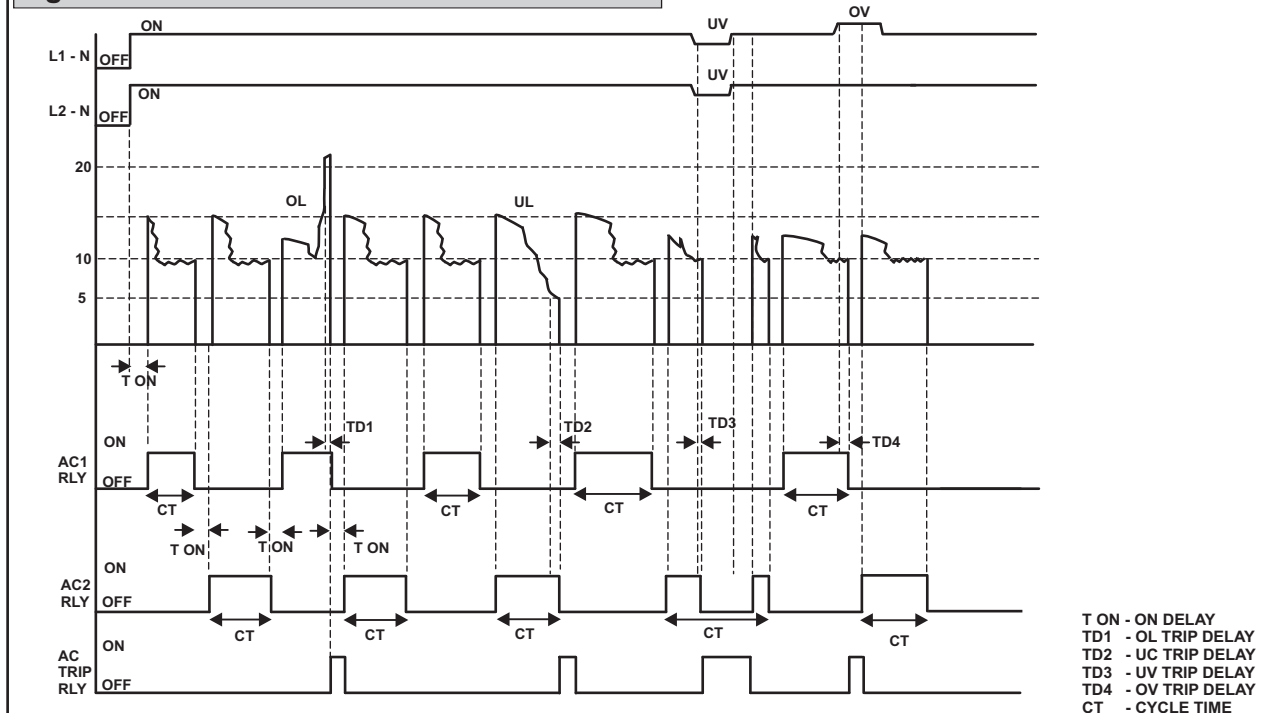 ON
UV
OV
L1 - N
OFF
UV
ON
L2 - N
OFF
20
OL
UL
10
5
T ON
TD1
TD2
TD3
TD4
ON
AC1
RLY
OFF
CT
CT
CT
CT
T ON
T ON
T ON
ON
AC2
RLY
OFF
CT
CT
CT
CT
CT
ON
AC
TRIP
RLY
OFF
T ON - ON DELAY
TD1 - OL TRIP DELAY
TD2 - UC TRIP DELAY
TD3 - UV TRIP DELAY
TD4 - OV TRIP DELAY
CT - CYCLE TIME